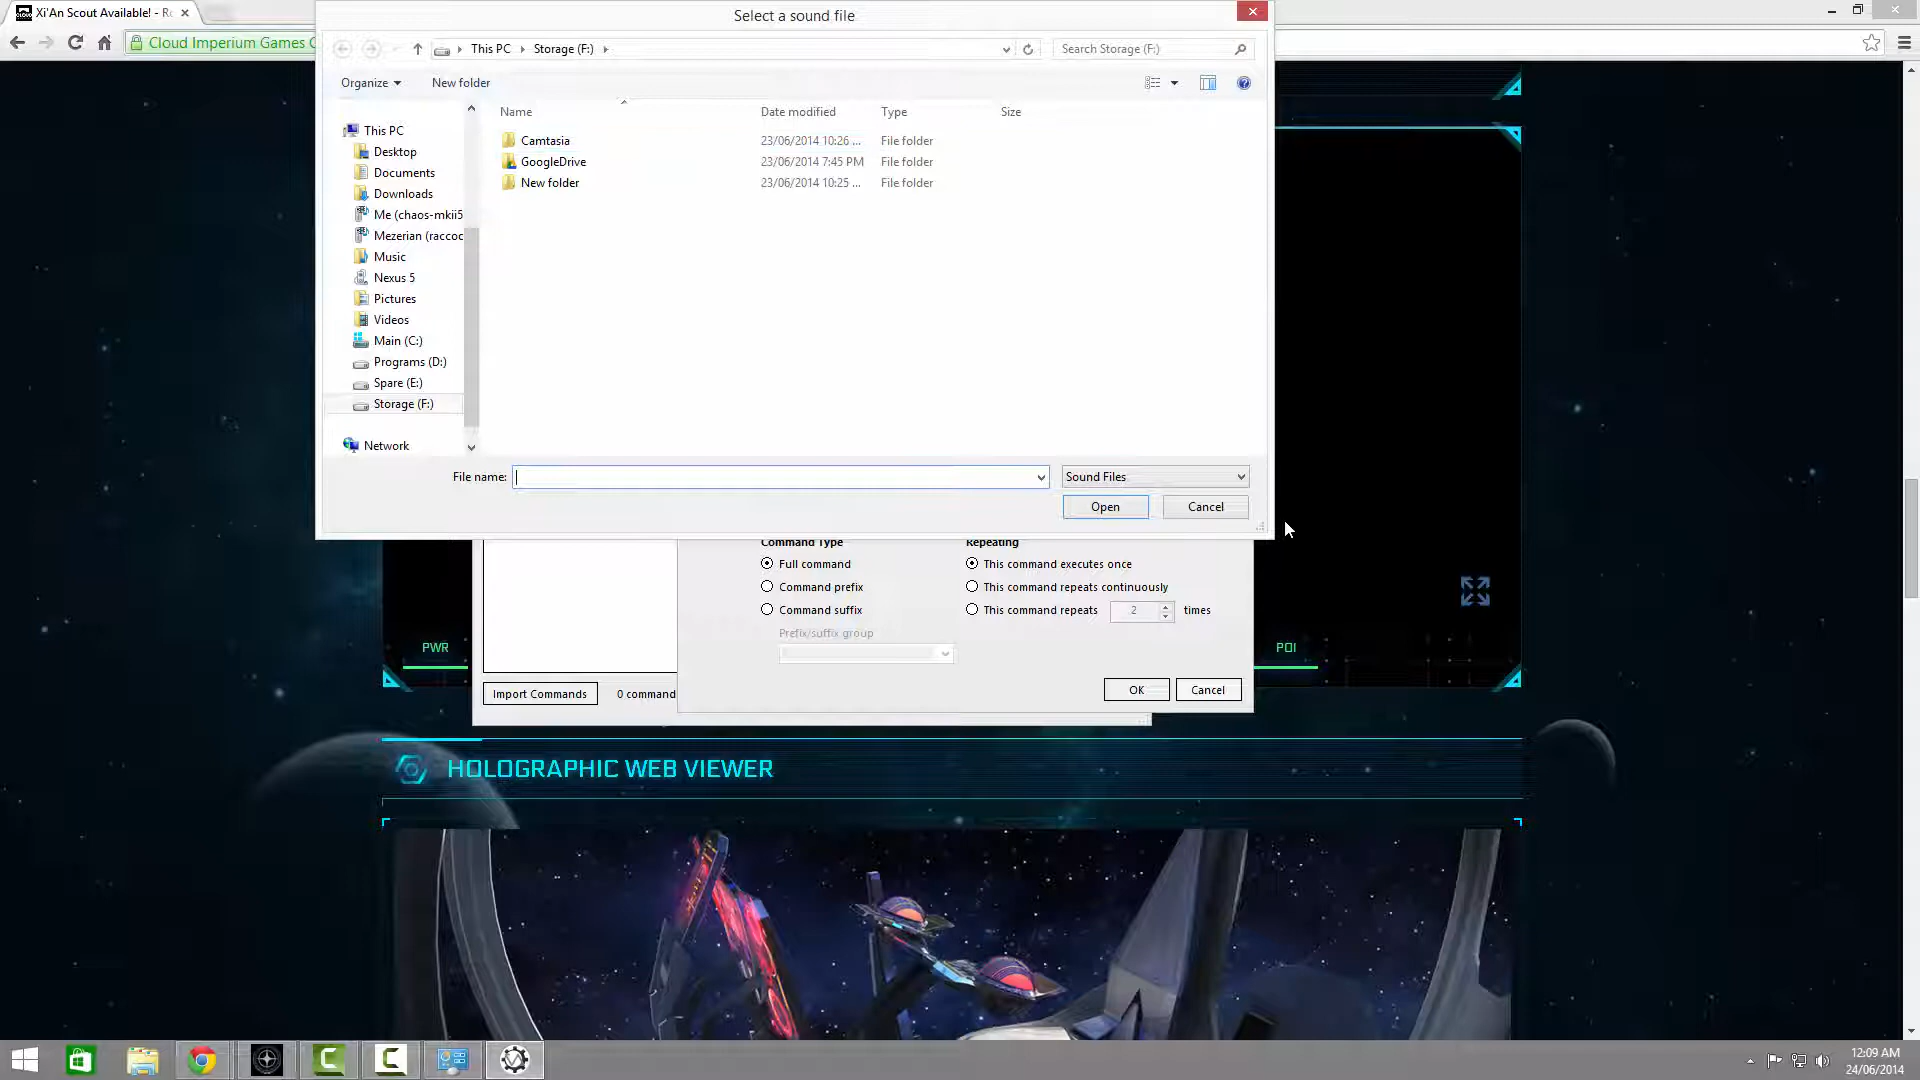 Xi'An Scout Available! - R
Select a sound file
Cloud Imperium Games C
This PC
Storage (F:)
Search Storage (F:)
Organize
New folder
Name
Date modified
Type
Size
Camtasia
23/06/2014 10:26 ...
File folder
GoogleDrive
23/06/2014 7:45 PM
File folder
New folder
23/06/2014 10:25 ...
File folder
This PC
Desktop
Documents
Downloads
Me (chaos-mkii5
Mezerian (raccoc
Music
Nexus 5
Pictures
Videos
Main (C:)
Programs (D:)
Spare (E:)
Storage (F:)
Network
File name:
Sound Files
Open
Cancel
Command Type
Repeating
Full command
This command executes once
Command prefix
This command repeats continuously
Command suffix
This command repeats
2
times
Prefix/suffix group
PWR
POI
Import Commands
0 command
OK
Cancel
HOLOGRAPHIC WEB VIEWER
12:09 AM
24/06/2014